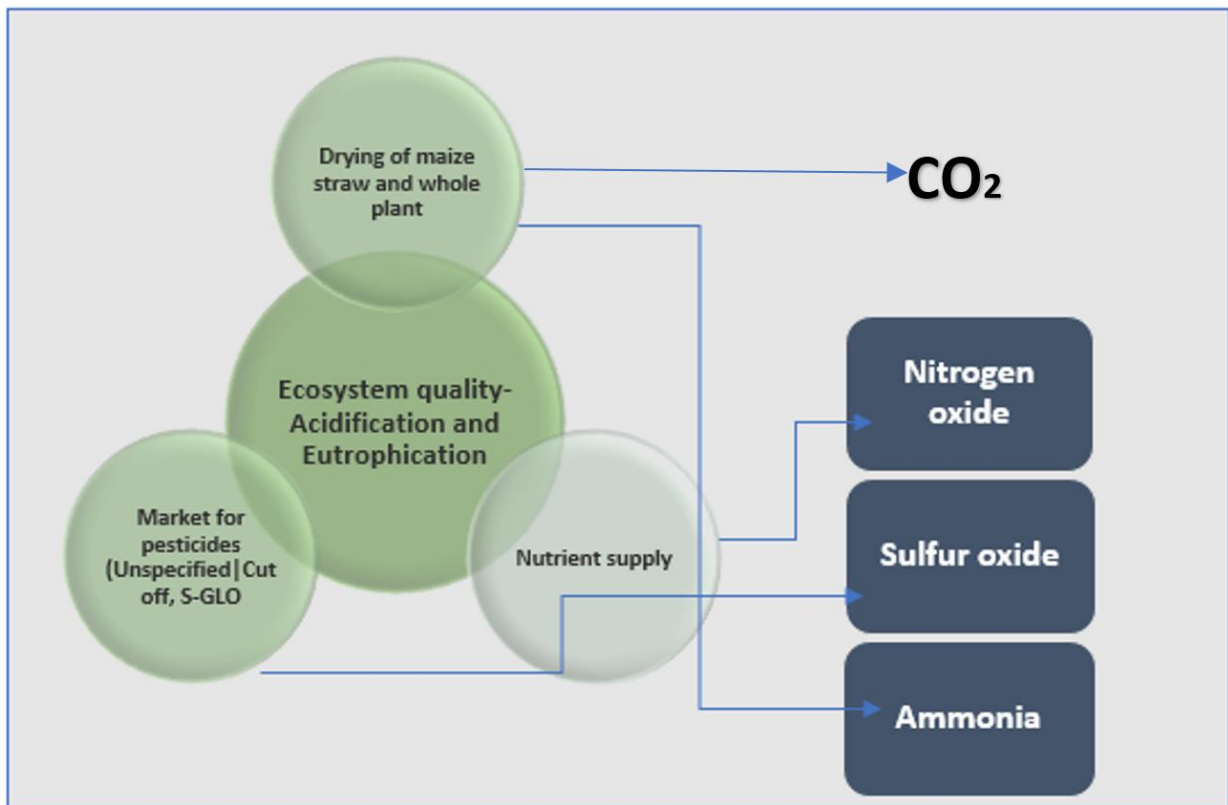 Drying of maize
straw and whole
plant
CO₂
Ecosystem quality-
Acidification and
Eutrophication
Market for
pesticides
(Unspecified|Cut
off, S-GLO
Nutrient supply
Nitrogen
oxide
Sulfur oxide
Ammonia